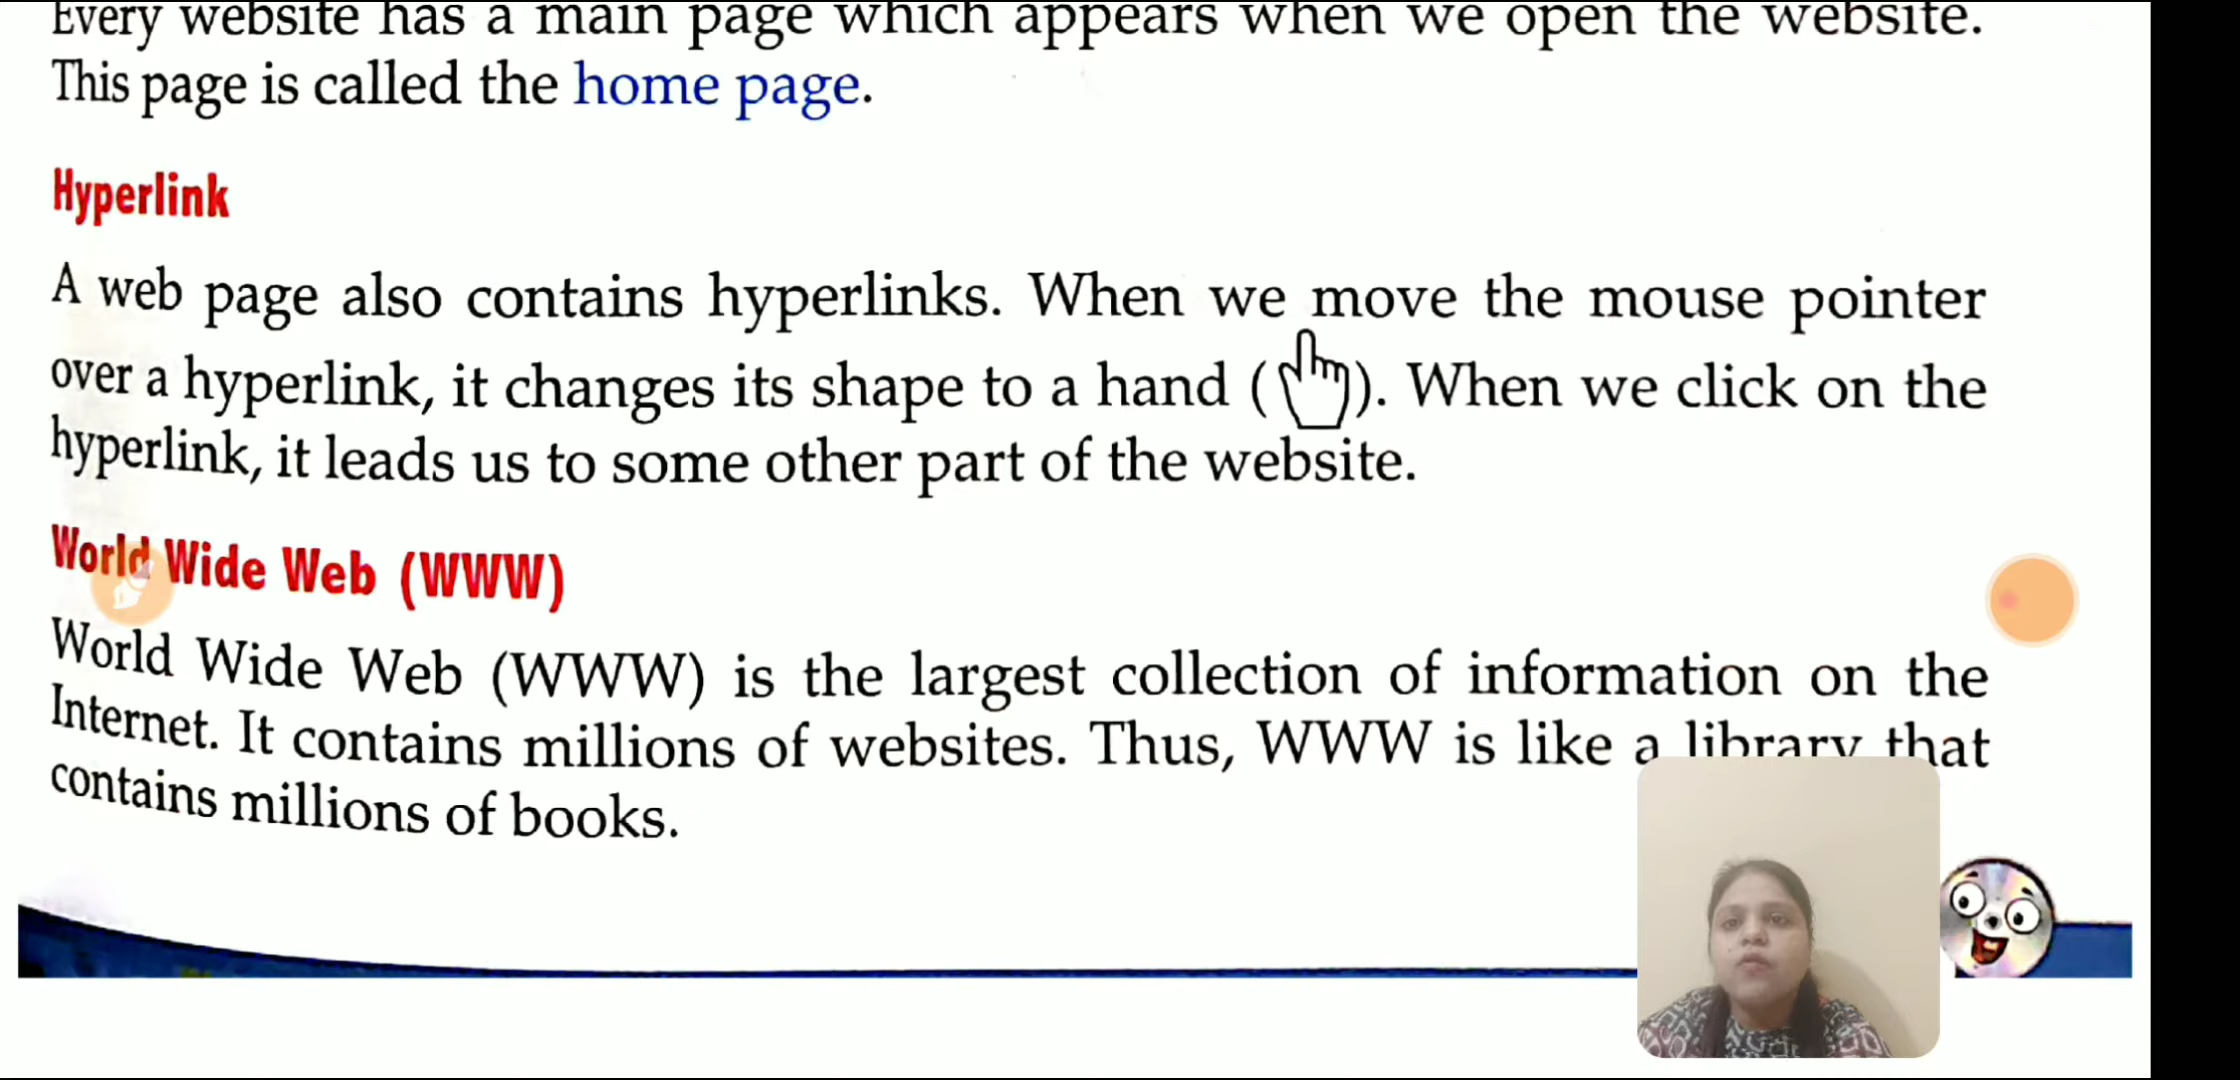 Every website has a main page which appears when we open the website.
This page is called the home page.
Hyperlink
A web page also contains hyperlinks. When we move the mouse pointer
over a hyperlink, it changes its shape to a hand ( ). When we click on the
hyperlink, it leads us to some other part of the website.
World Wide Web (WWW)
World Wide Web (WWW) is the largest collection of information on the
Internet. It contains millions of websites. Thus, WWW is like a library that
contains millions of books.